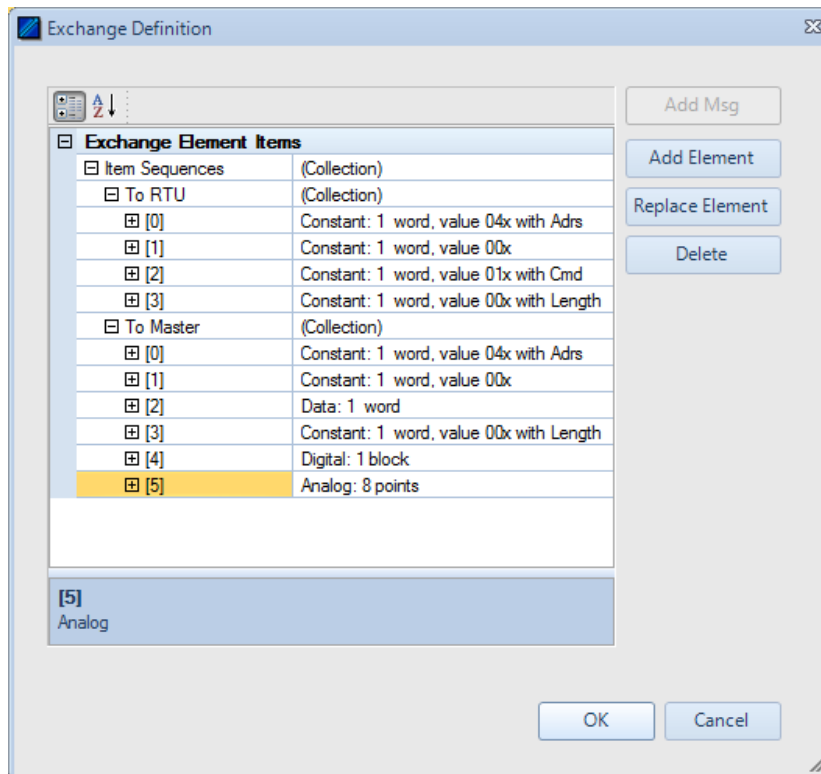 Exchange Definition
Add Msg
Exchange Element Items
Add Element
Item Sequences (Collection)
To RTU (Collection)
Replace Element
[0] Constant: 1 word, value 04x with Adrs
[1] Constant: 1 word, value 00x
Delete
[2] Constant: 1 word, value 01x with Cmd
[3] Constant: 1 word, value 00x with Length
To Master (Collection)
[0] Constant: 1 word, value 04x with Adrs
[1] Constant: 1 word, value 00x
[2] Data: 1 word
[3] Constant: 1 word, value 00x with Length
[4] Digital: 1 block
[5] Analog: 8 points
[5]
Analog
OK Cancel